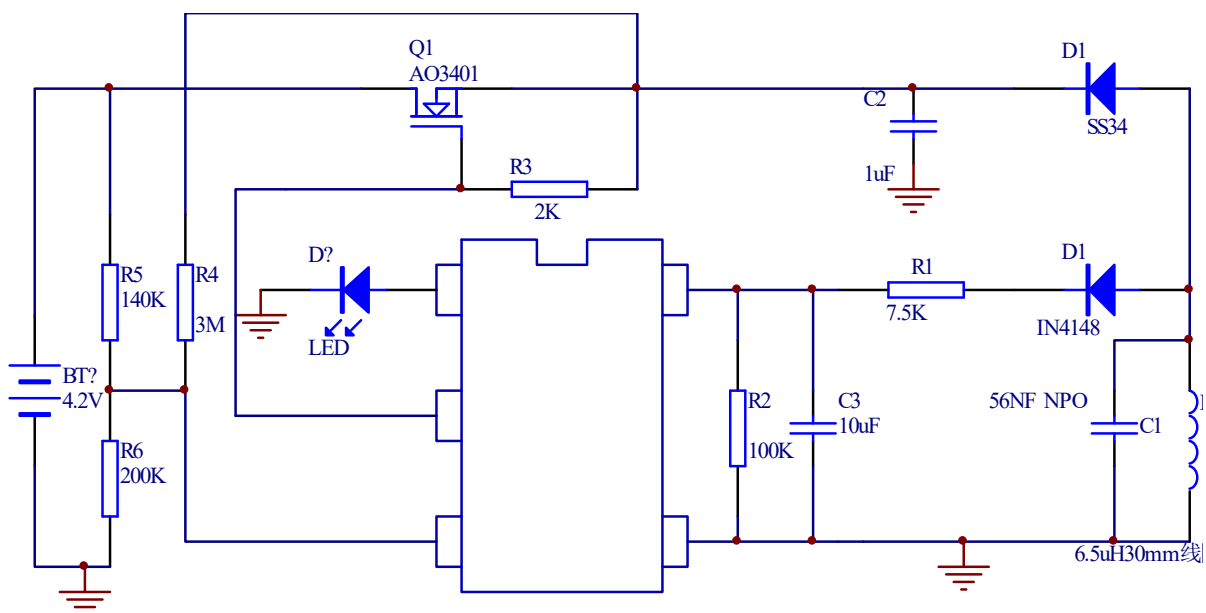 Q1
AO3401
D1
SS34
C2
1uF
R3
2K
D?
LED
R5
140K
R4
3M
R1
7.5K
D1
IN4148
BT?
4.2V
R2
100K
C3
10uF
56NF NPO
C1
R6
200K
6.5uH30mm线